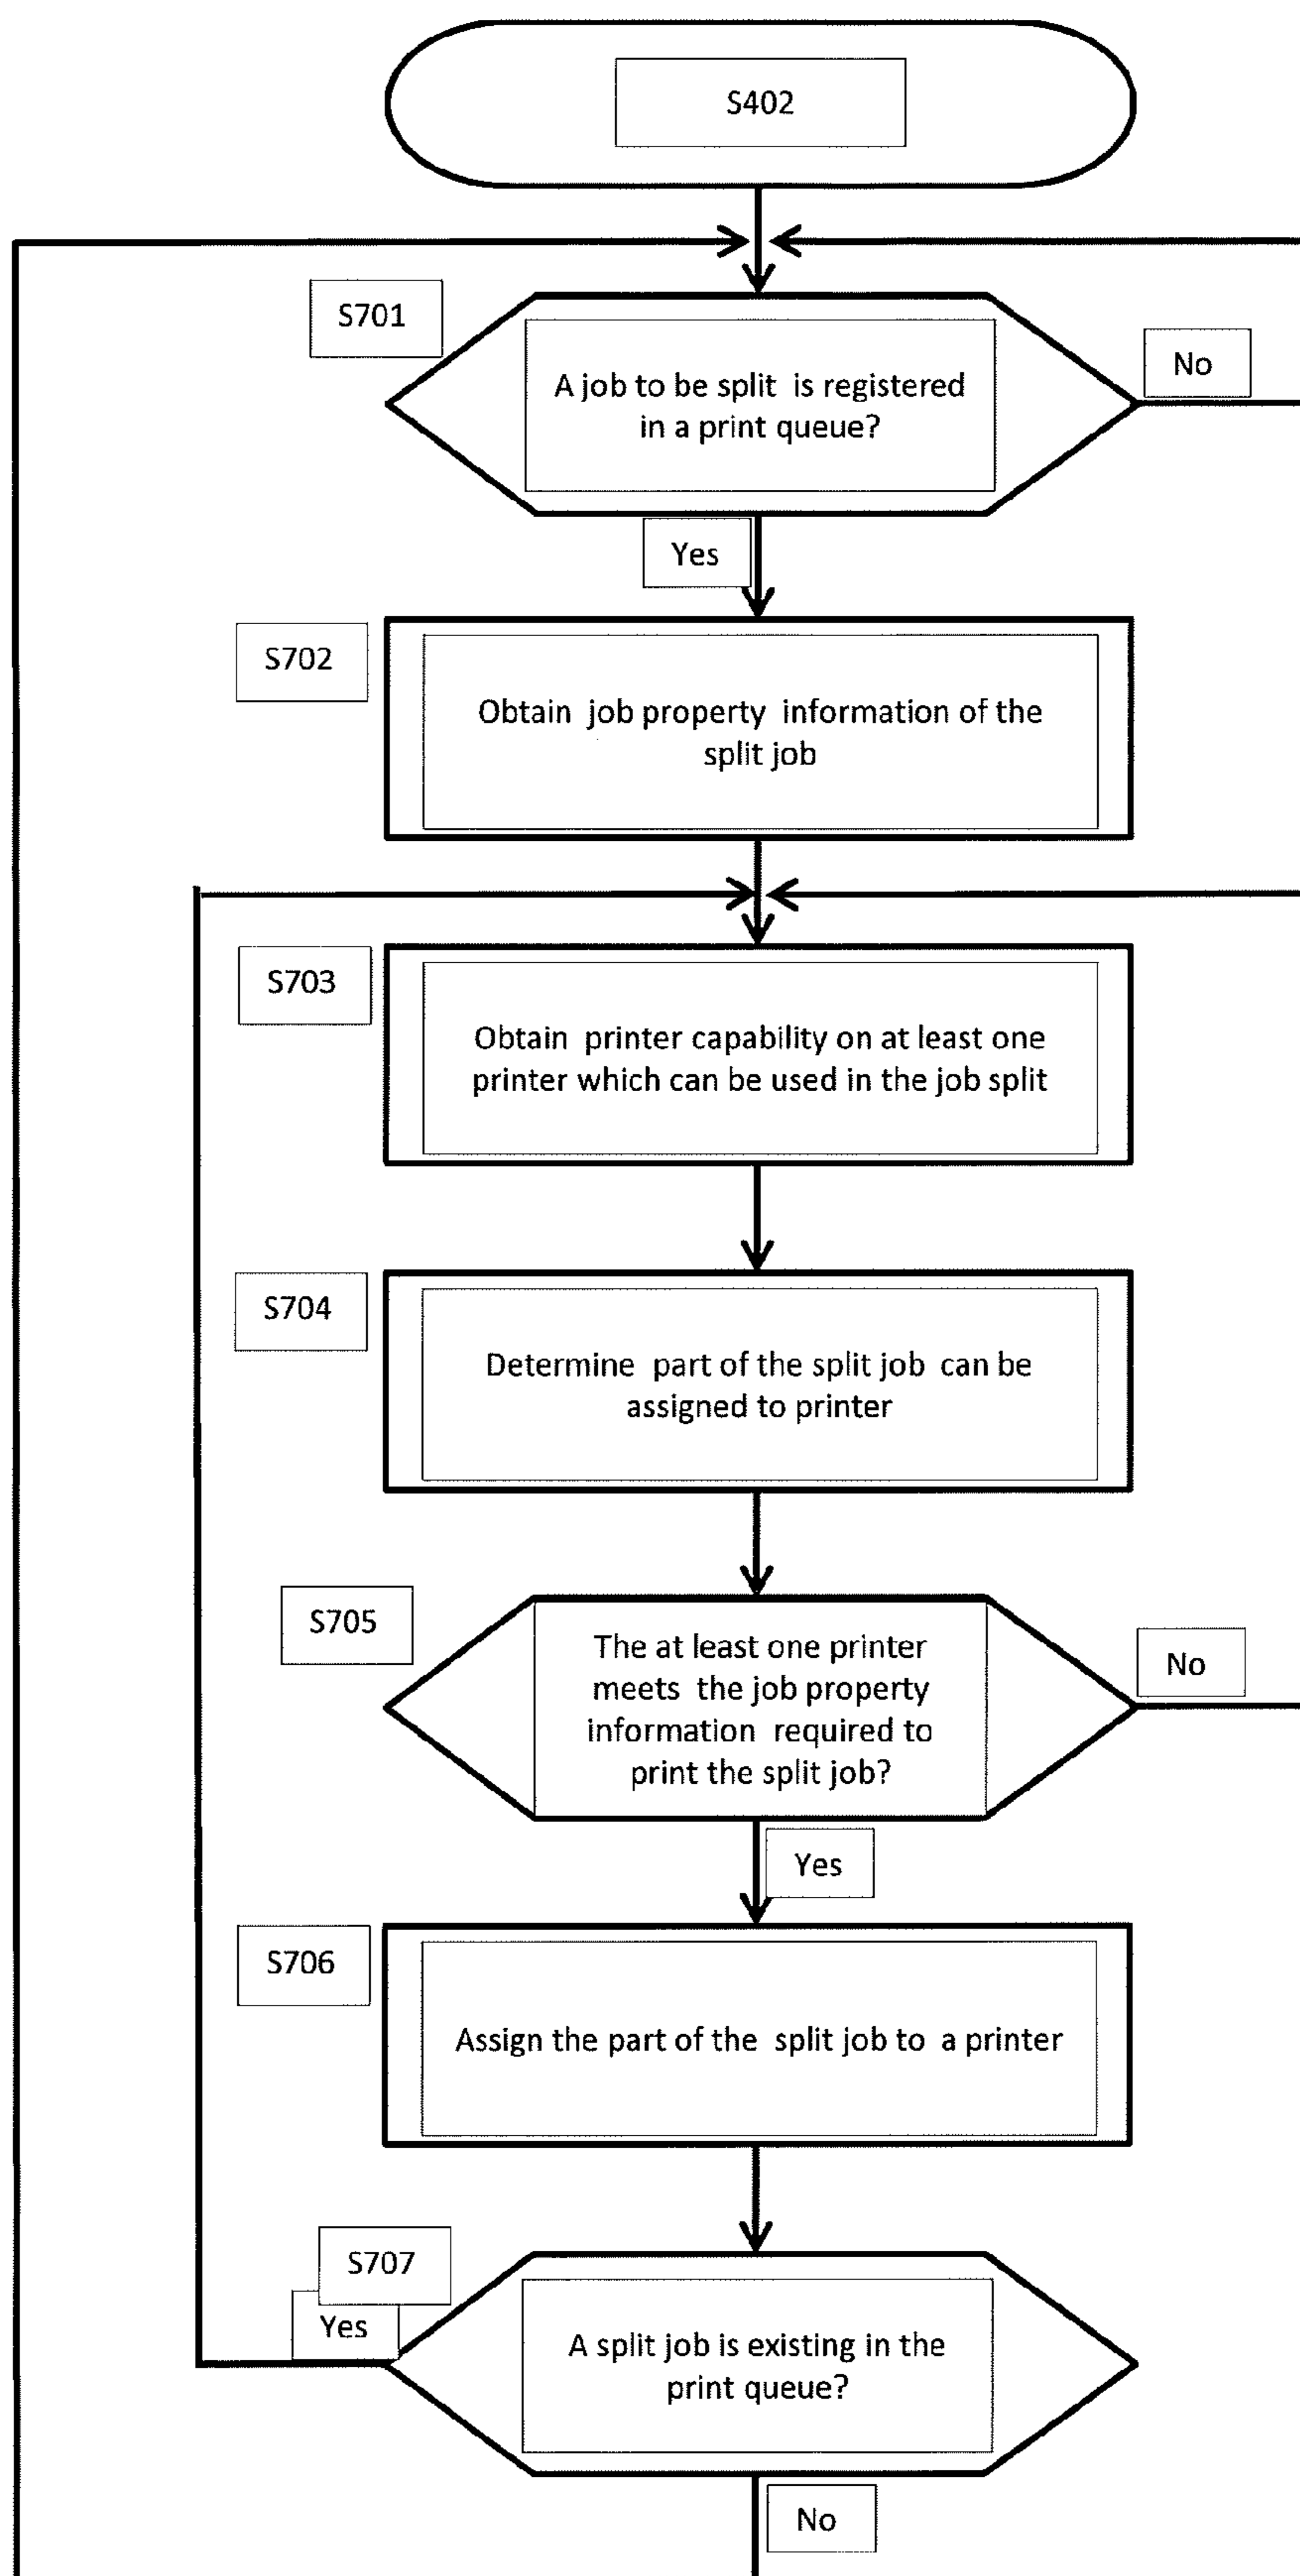 S402
S701
A job to be split is registered
in a print queue?
No
Yes
S702
Obtain job property information of the
split job
S703
Obtain printer capability on at least one
printer which can be used in the job split
S704
Determine part of the split job can be
assigned to printer
S705
The at least one printer
meets the job property
information required to
print the split job?
No
Yes
S706
Assign the part of the split job to a printer
S707
Yes
A split job is existing in the
print queue?
No